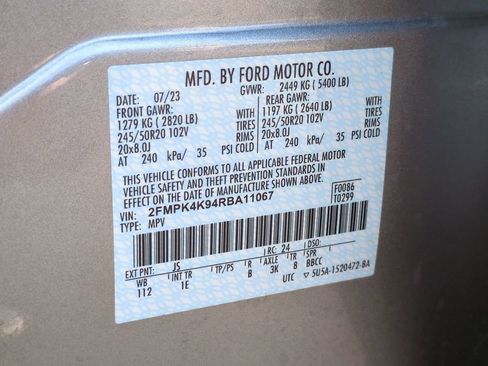 MFD. BY FORD MOTOR CO.
DATE: 07/23 GVWR: 2449 KG ( 5400 LB)
FRONT GAWR: REAR GAWR:
1279 KG ( 2820 LB) WITH 1197 KG ( 2640 LB) WITH
245/50R20 102V TIRES 245/50R20 102V TIRES
20x8.0J RIMS 20x8.0J RIMS
AT 240 kPa/ 35 PSI COLD AT 240 kPa/ 35 PSI COLD
THIS VEHICLE CONFORMS TO ALL APPLICABLE FEDERAL MOTOR
VEHICLE SAFETY AND THEFT PREVENTION STANDARDS IN EFFECT ON THE DATE OF MANUFACTURE SHOWN ABOVE.
VIN: 2FMPK4K94RBA11067 F0086
TYPE: MPV T0299
EXT PNT: JS RC: 24 DSO:
WB INT TR TP/PS R AXLE TR SPR
112 1E B 3K 8 BBCC
UTC 5U5A-1520472-BA